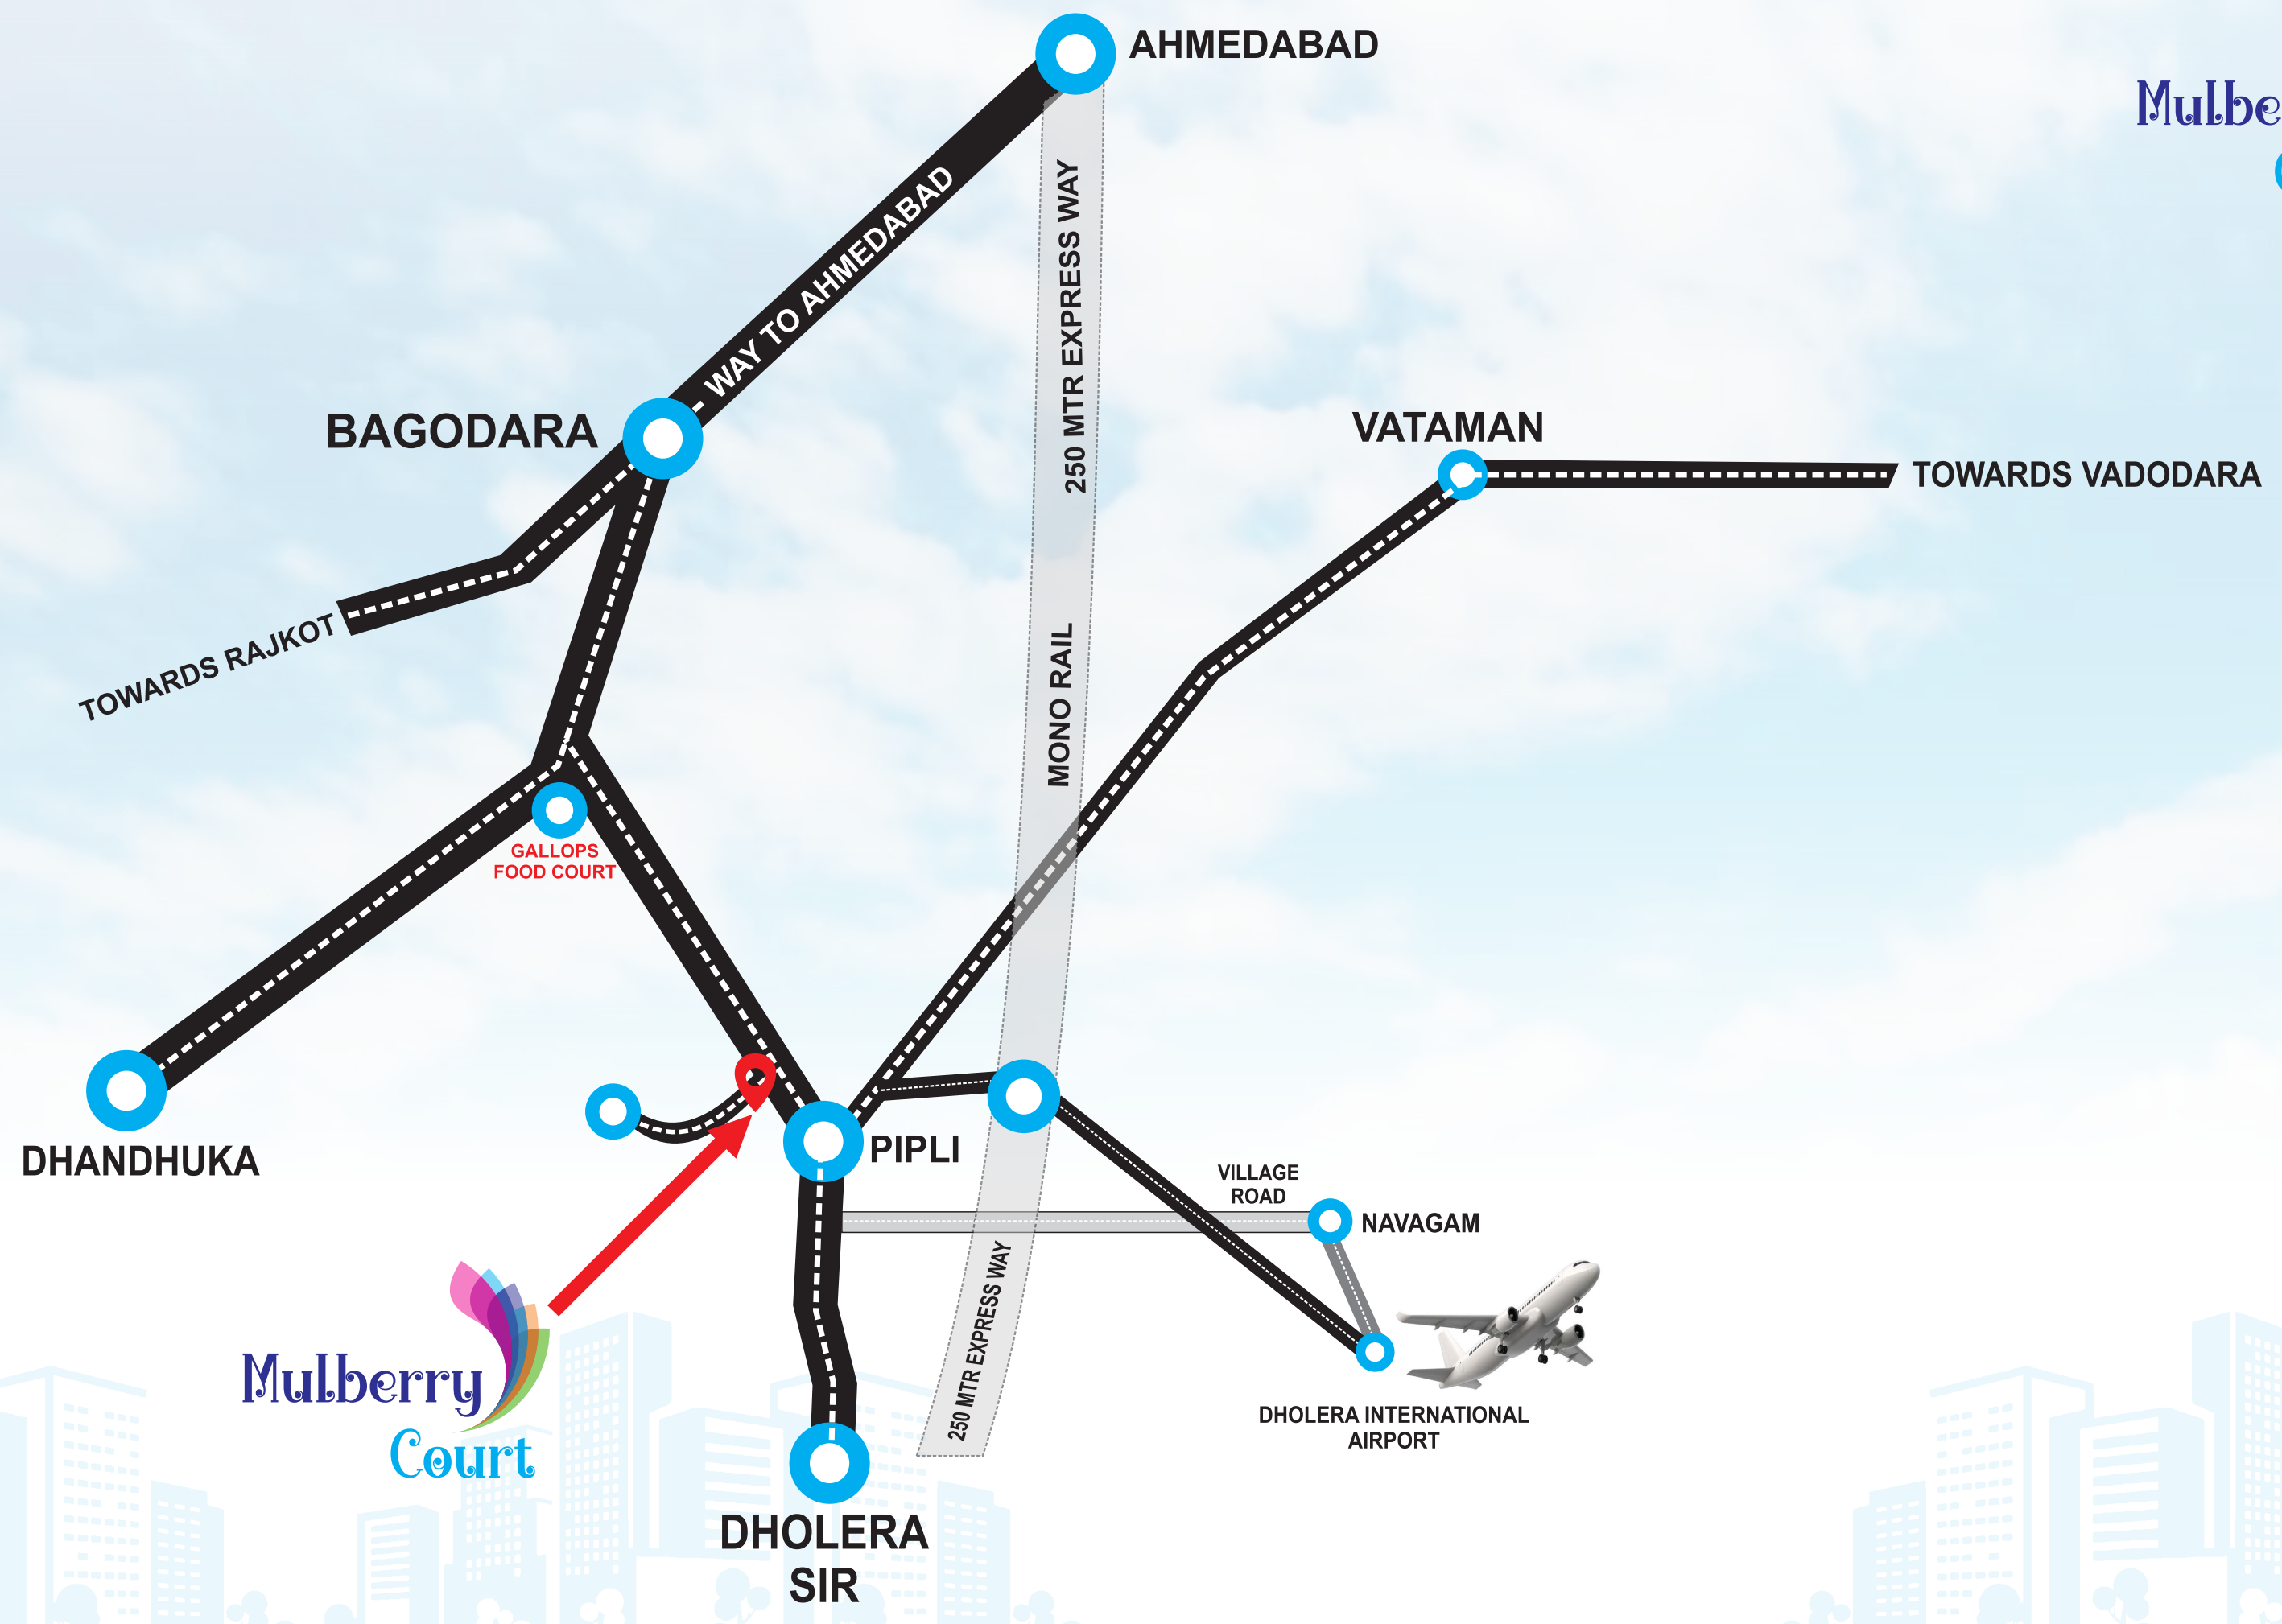 AHMEDABAD
Mulbe
WAY TO AHMEDABAD
250 MTR EXPRESS WAY
BAGODARA
VATAMAN
TOWARDS VADODARA
TOWARDS RAJKOT
MONO RAIL
GALLOPS
FOOD COURT
DHANDHUKA
PIPLI
VILLAGE
ROAD
NAVAGAM
250 MTR EXPRESS WAY
Mulberry
Court
DHOLERA INTERNATIONAL
AIRPORT
DHOLERA
SIR